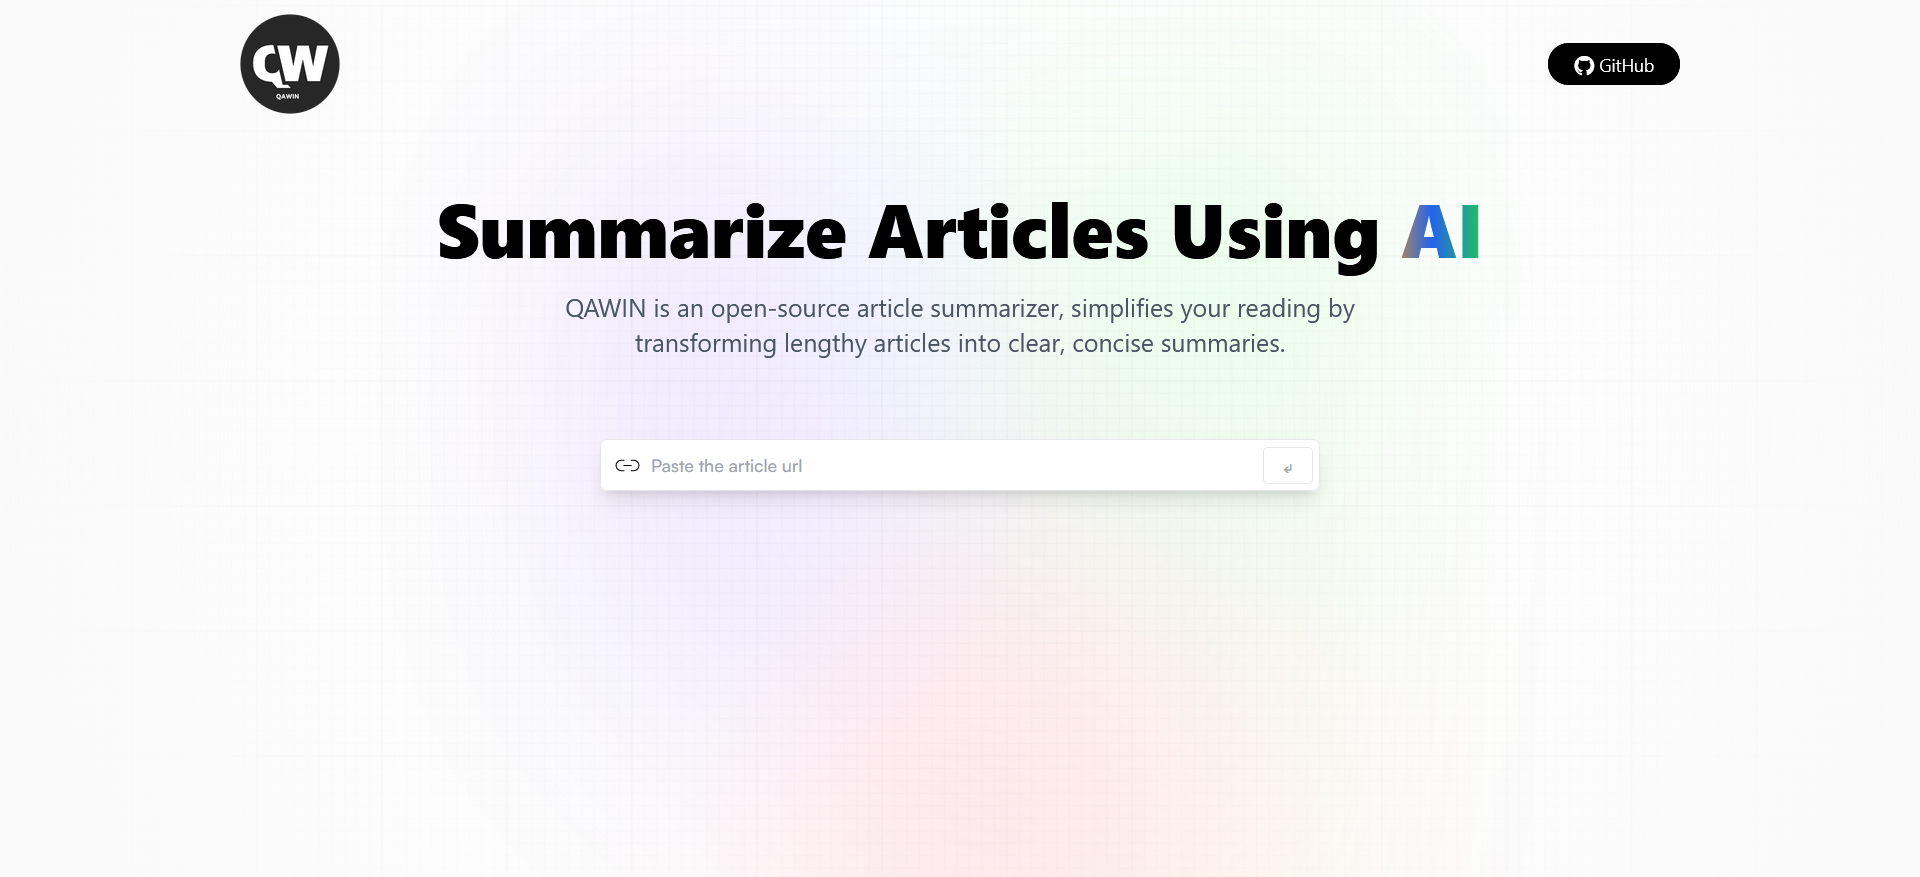 QW
QAWIN
GitHub
Summarize Articles Using AI
QAWIN is an open-source article summarizer, simplifies your reading by
transforming lengthy articles into clear, concise summaries.
Paste the article url
↲